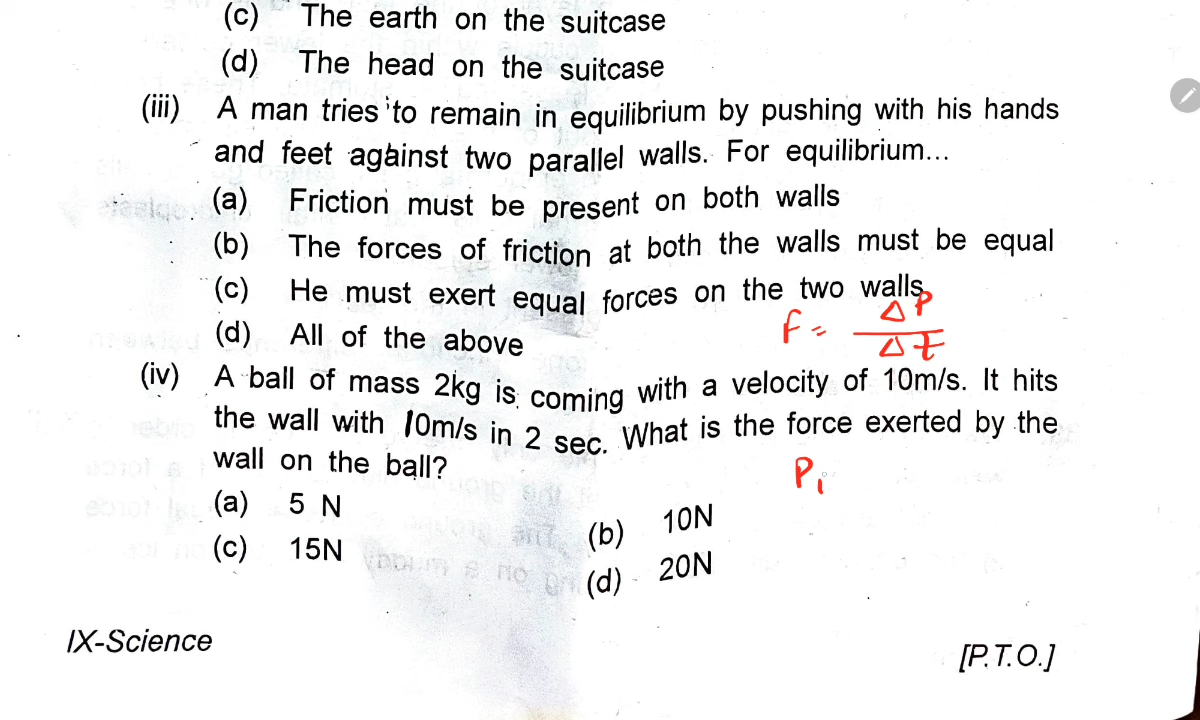 (c) The earth on the suitcase
(d) The head on the suitcase
(iii) A man tries to remain in equilibrium by pushing with his hands
and feet against two parallel walls. For equilibrium...
(a) Friction must be present on both walls
(b) The forces of friction at both the walls must be equal
(c) He must exert equal forces on the two walls
(d) All of the above
f = ΔP
Δt
(iv) A ball of mass 2kg is coming with a velocity of 10m/s. It hits
the wall with 10m/s in 2 sec. What is the force exerted by the
wall on the ball?
P₁
(a) 5 N
(b) 10N
(c) 15N
(d) 20N
IX-Science
[P.T.O.]